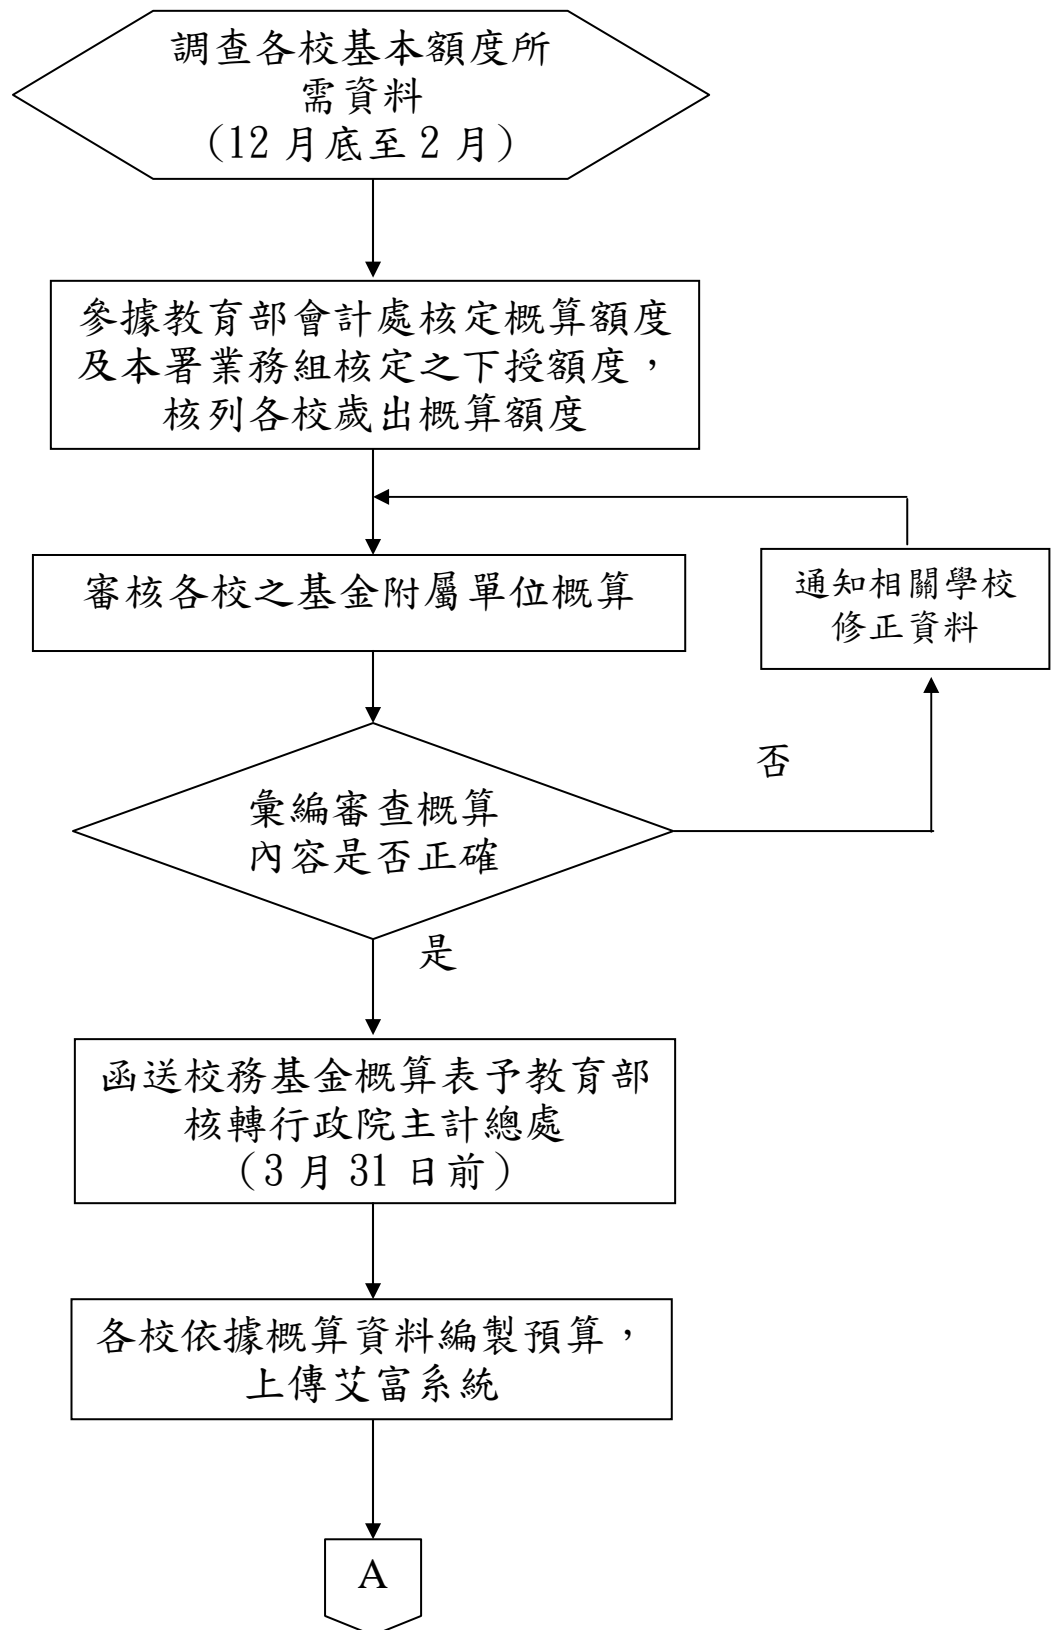 調查各校基本額度所
需資料
(12 月底至 2 月)
參據教育部會計處核定概算額度
及本署業務組核定之下授額度，
核列各校歲出概算額度
審核各校之基金附屬單位概算
通知相關學校
修正資料
否
彙編審查概算
內容是否正確
是
函送校務基金概算表予教育部
核轉行政院主計總處
（3 月 31 日前）
各校依據概算資料編製預算，
上傳艾富系統
A